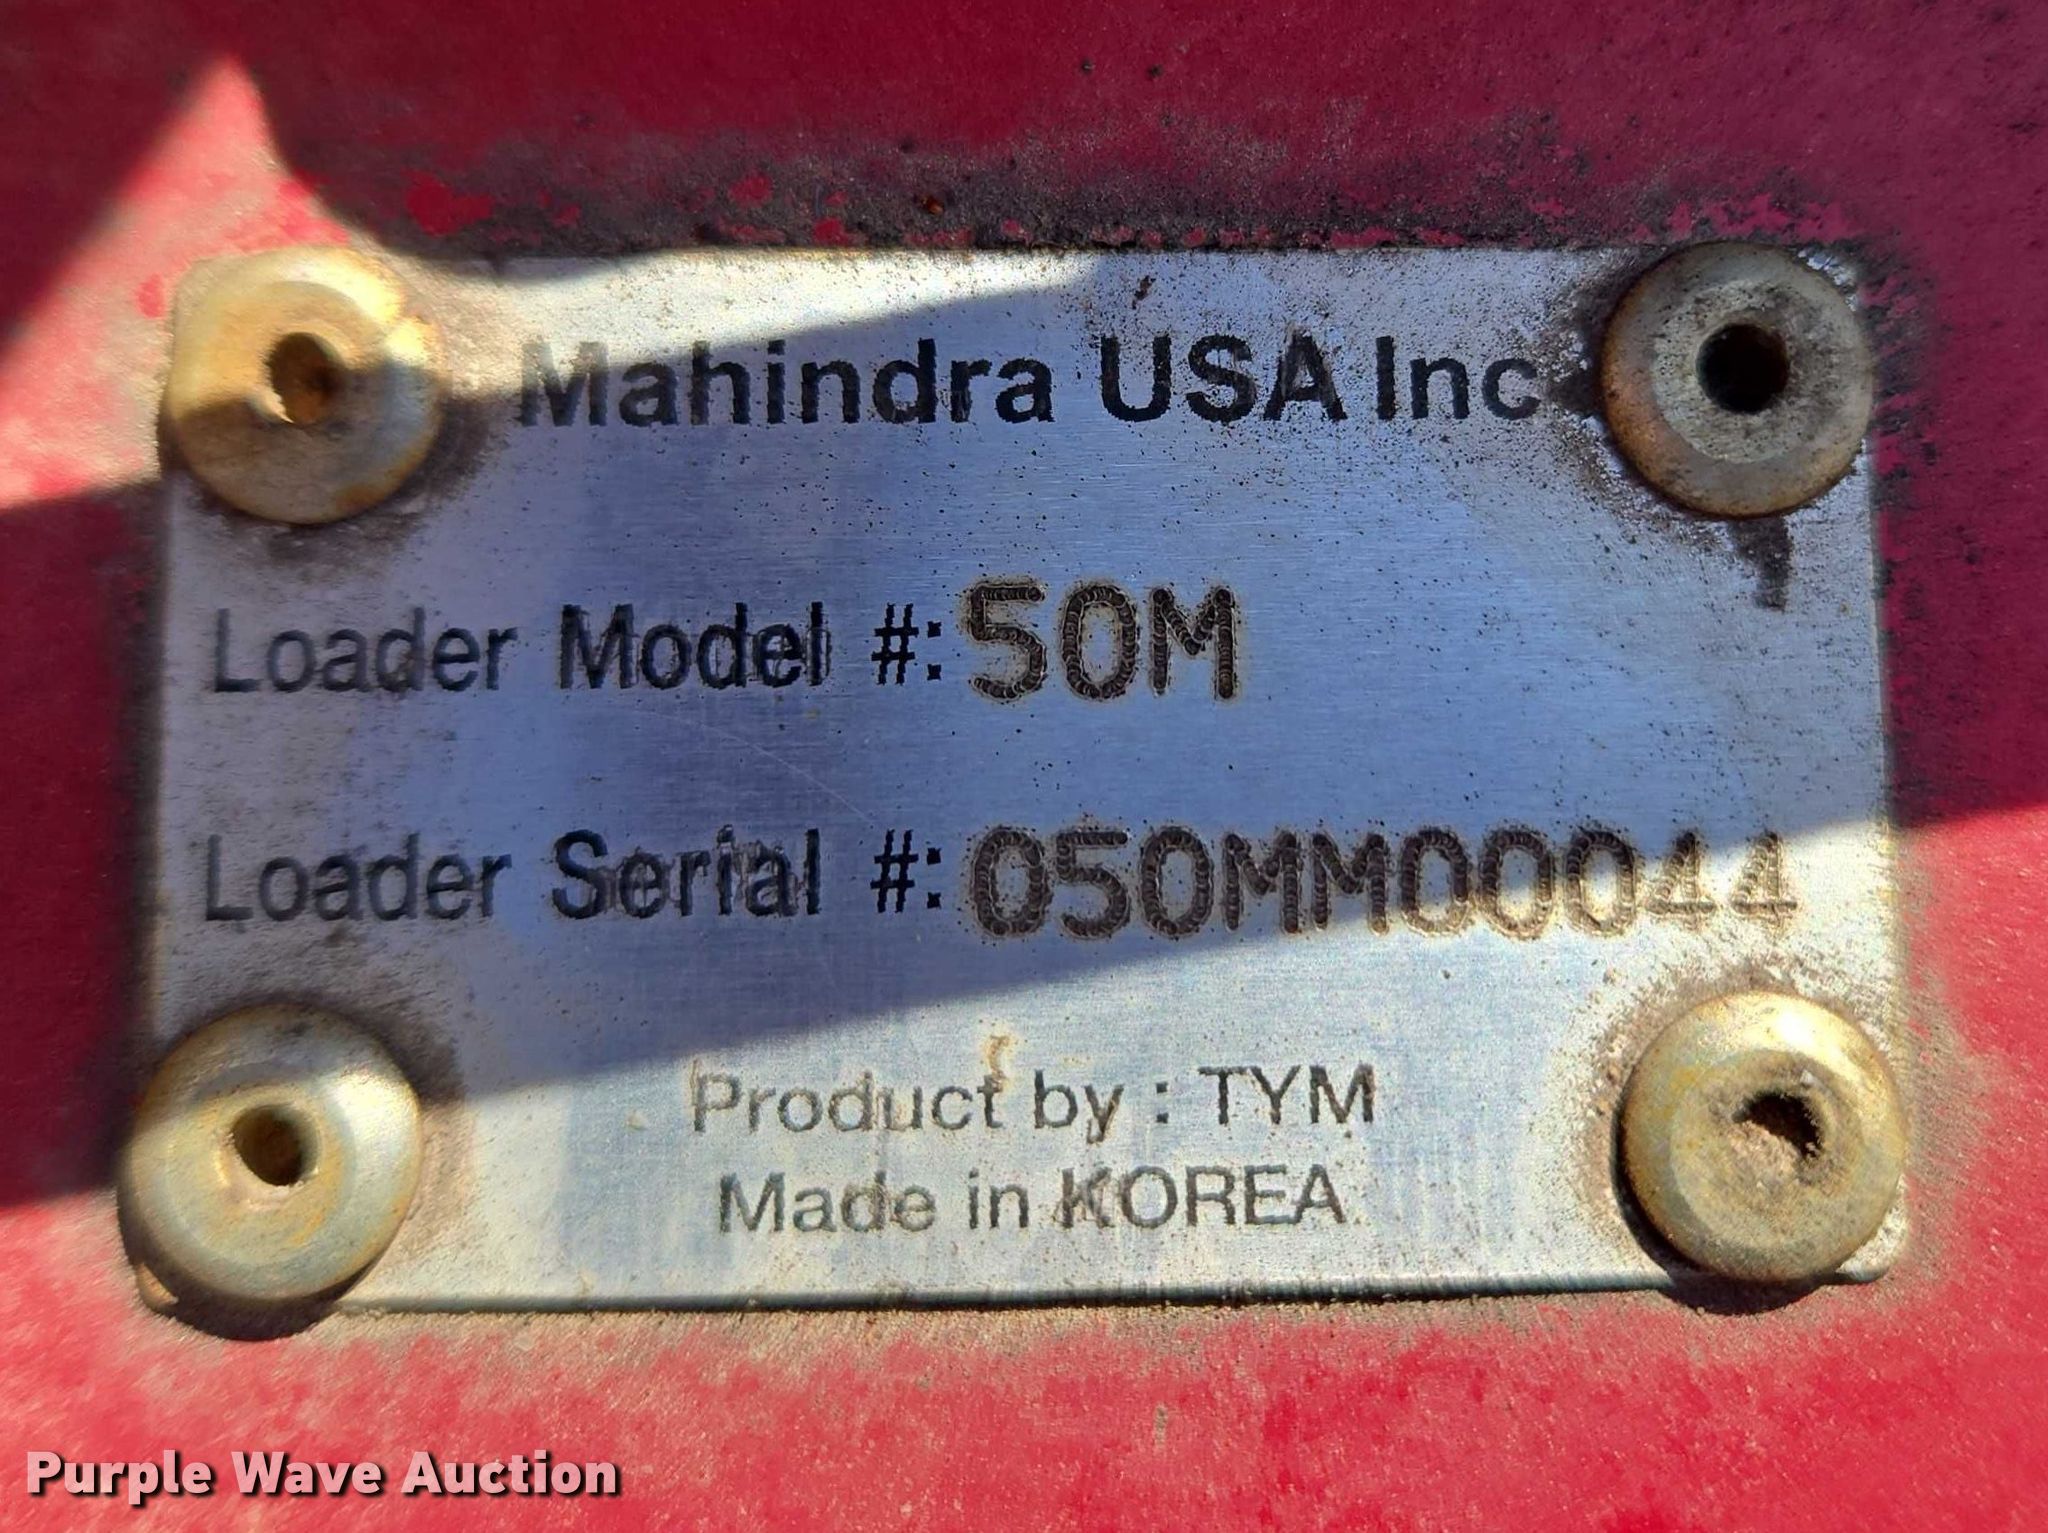 Mahindra USA Inc
Loader Model #: 50M
Loader Serial #: 050MM00044
Product by : TYM
Made in KOREA
Purple Wave Auction